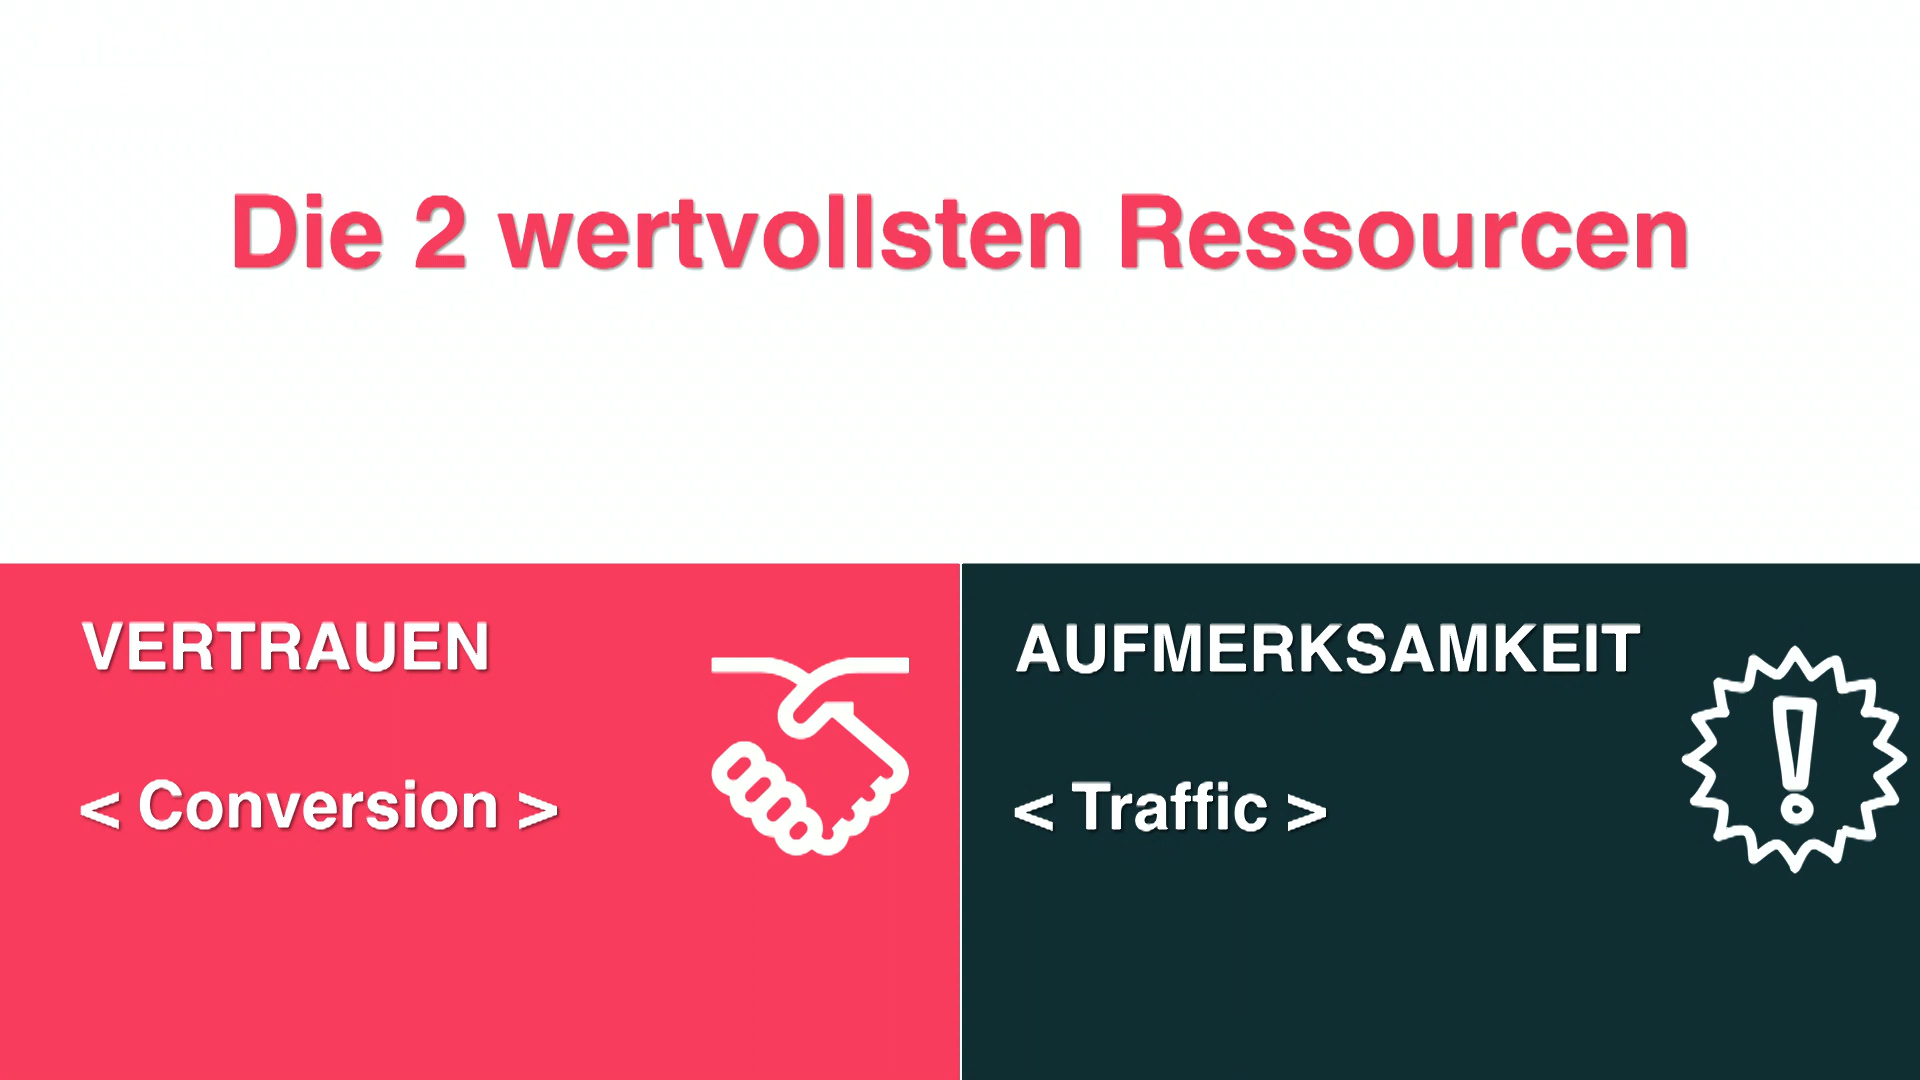 Die 2 wertvollsten Ressourcen
VERTRAUEN
< Conversion >
AUFMERKSAMKEIT
< Traffic >